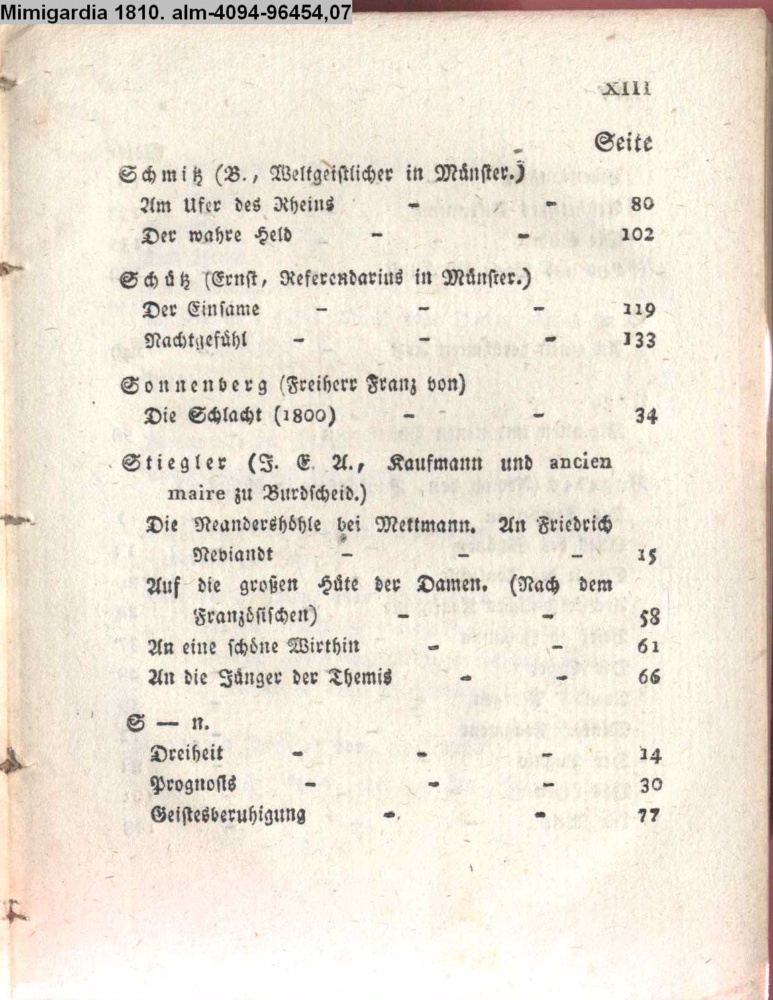 Mimigardia 1810. alm-4094-96454,07
XIII
Seite
Schmitz (B., Weltgeistlicher in Münster.)
Am Ufer des Rheins - - 80
Der wahre Held - - 102
Schütz (Ernst, Referendarius in Münster.)
Der Einsame - - - 119
Nachtgefühl - - - 133
Sonnenberg (Freiherr Franz von)
Die Schlacht (1800) - - 34
Stiegler (J. E. A., Kaufmann und ancien
maire zu Burdscheid.)
Die Neandershöhle bei Mettmann. An Friedrich
Neviandt - - - 15
Auf die großen Hüte der Damen. (Nach dem
Französischen) - - 58
An eine schöne Wirthin - - 61
An die Jünger der Themis - - 66
S — n.
Dreiheit - - - 14
Prognosis - - - 30
Geistesberuhigung - - 77